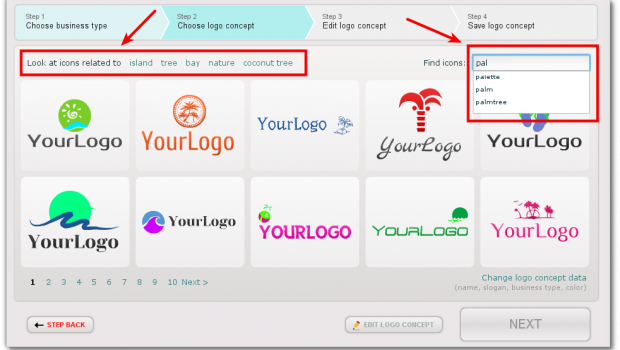 Step 1
Choose business type
Step 2
Choose logo concept
Step 3
Edit logo concept
Step 4
Save logo concept
Look at icons related to island tree bay nature coconut tree
Find icons: pal
palette
palm
palmtree
YourLogo
YourLogo
YourLogo
YourLogo
YourLogo
YourLogo
YourLogo
YOURLOGO
YOURLOGO
YourLogo
1 2 3 4 5 6 7 8 9 10 Next >
Change logo concept data
(name, slogan, business type, color)
STEP BACK
EDIT LOGO CONCEPT
NEXT